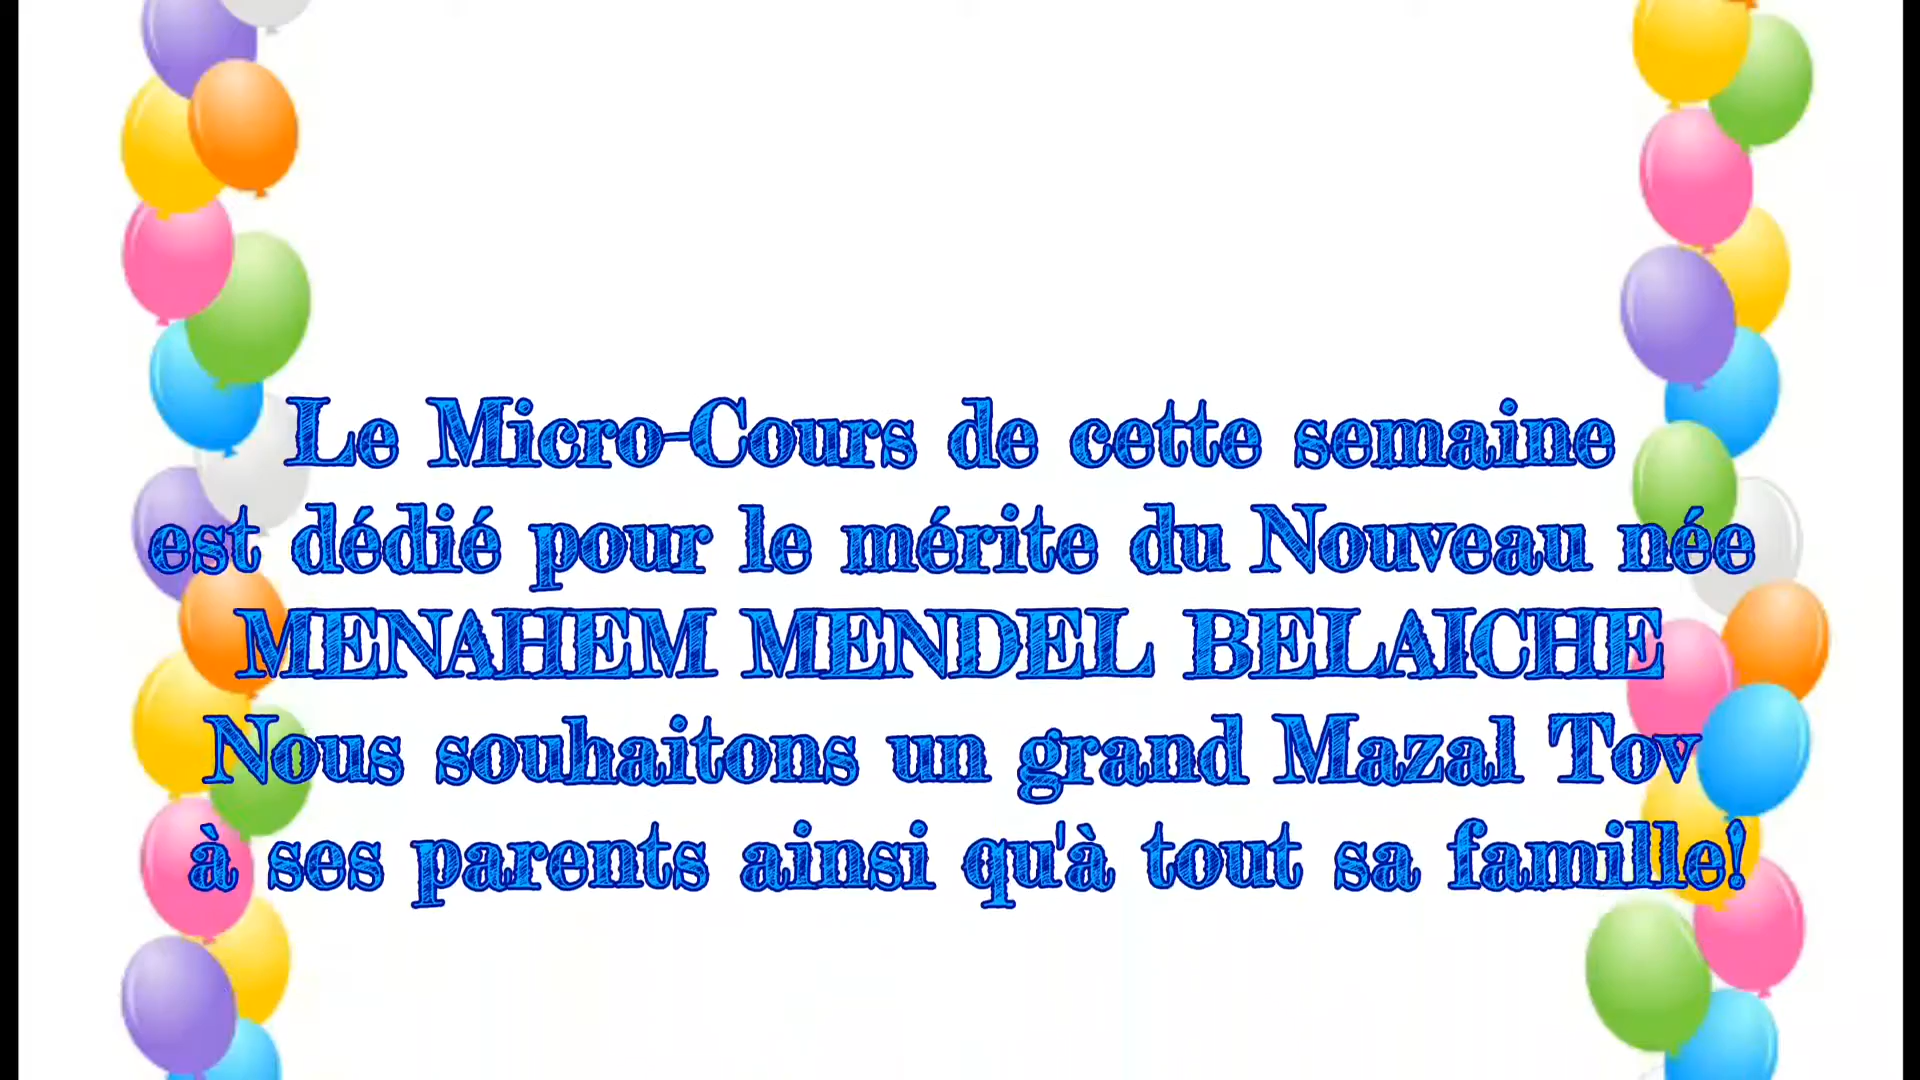 Le Micro-Cours de cette semaine
est dédié pour le mérite du Nouveau née
MENAHEM MENDEL BELAICHE
Nous souhaitons un grand Mazal Tov
à ses parents ainsi qu'à tout sa famille!